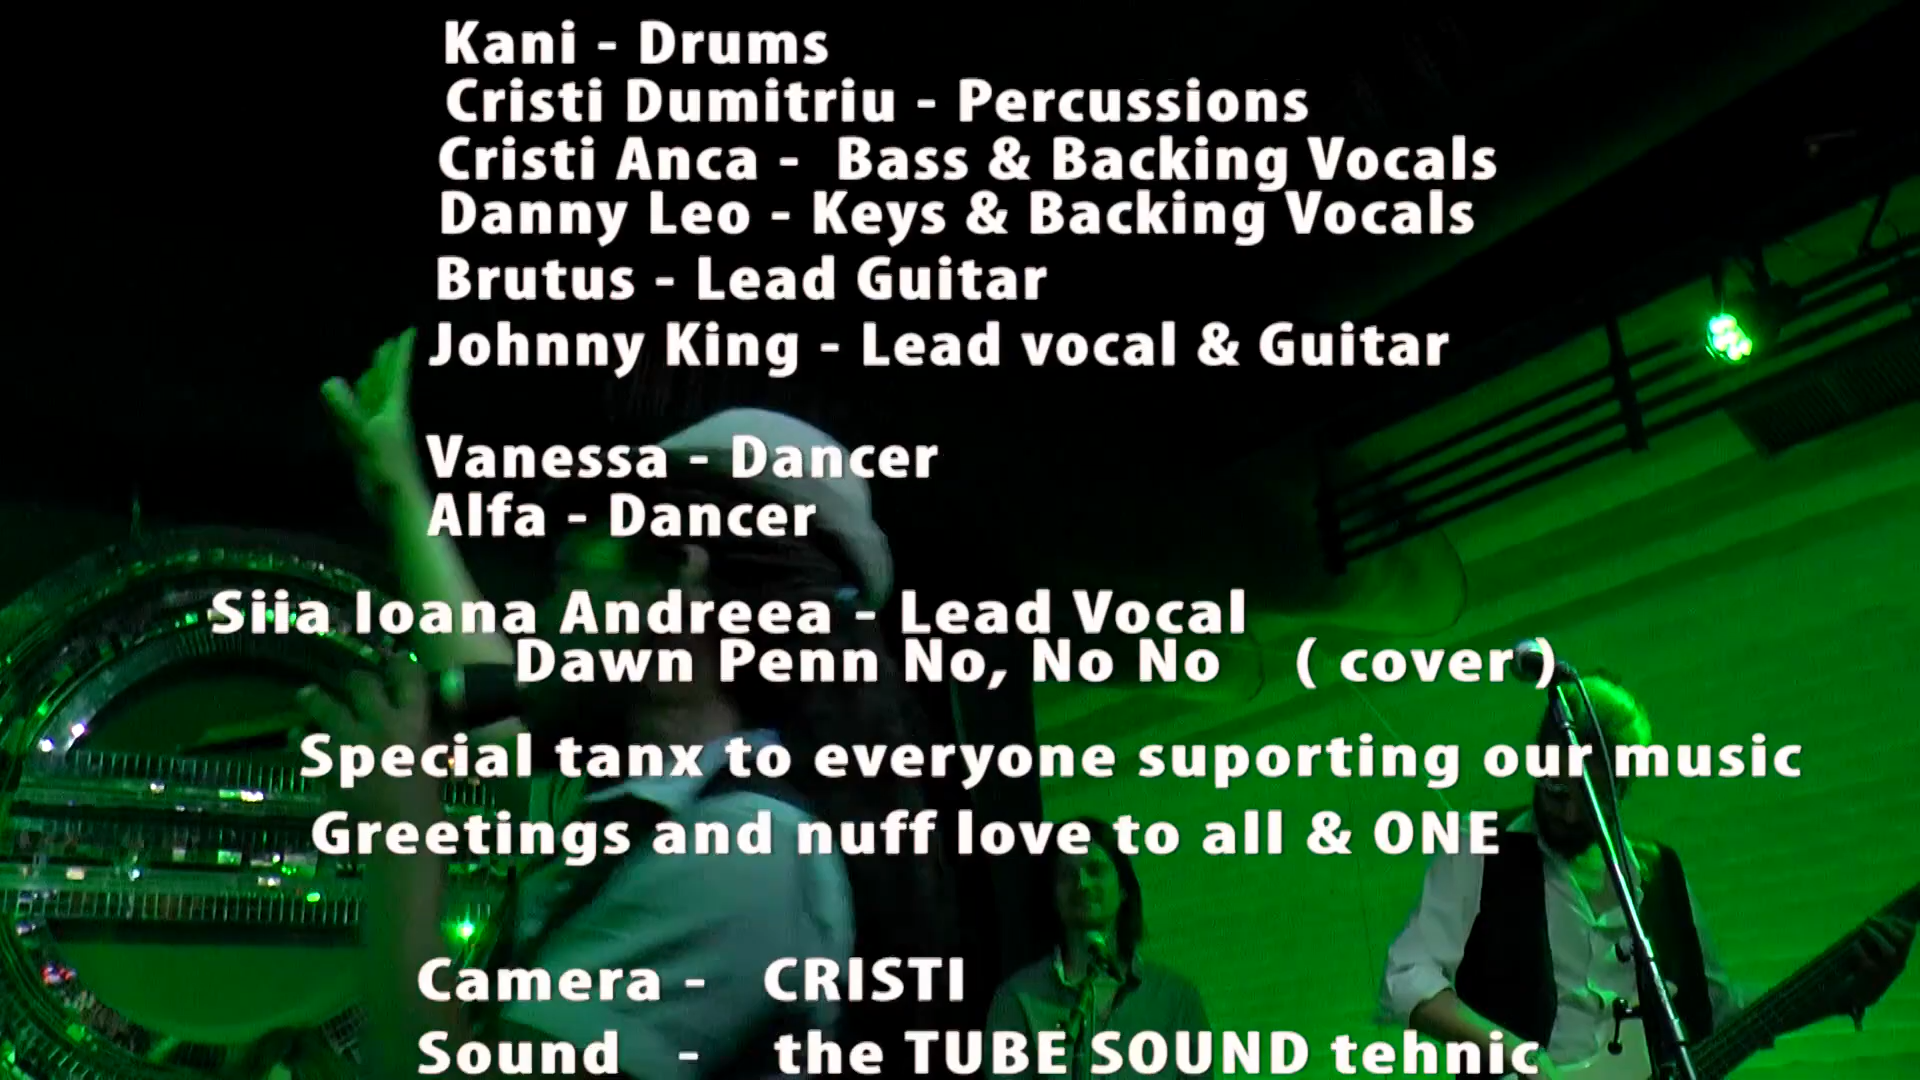 Kani - Drums
Cristi Dumitriu - Percussions
Cristi Anca - Bass & Backing Vocals
Danny Leo - Keys & Backing Vocals
Brutus - Lead Guitar
Johnny King - Lead vocal & Guitar
Vanessa - Dancer
Alfa - Dancer
Siia Ioana Andreea - Lead Vocal
Dawn Penn No, No No ( cover )
Special tanx to everyone suporting our music
Greetings and nuff love to all & ONE
Camera - CRISTI
Sound - the TUBE SOUND tehnic